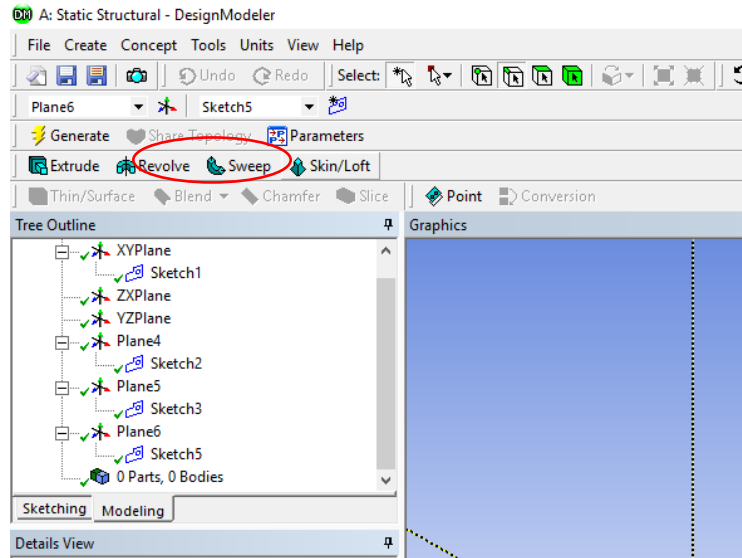 DM A: Static Structural - DesignModeler
File Create Concept Tools Units View Help
Undo Redo Select:
Plane6 Sketch5
Generate Share Topology Parameters
Extrude Revolve Sweep Skin/Loft
Thin/Surface Blend Chamfer Slice Point Conversion
Tree Outline Graphics
XYPlane
Sketch1
ZXPlane
YZPlane
Plane4
Sketch2
Plane5
Sketch3
Plane6
Sketch5
0 Parts, 0 Bodies
Sketching Modeling
Details View